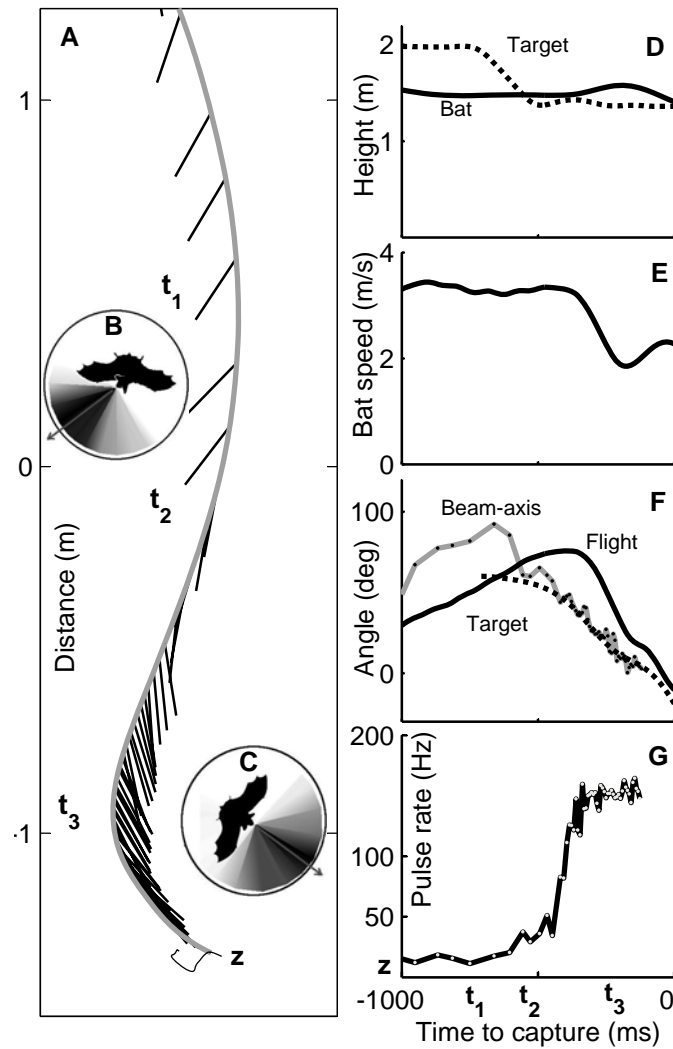 A
1
t1
B
0
t2
Distance (m)
C
t3
.1
z
D
Target
Bat
2
1
Height (m)
E
4
2
0
Bat speed (m/s)
F
Beam-axis
Flight
Target
100
0
Angle (deg)
G
200
100
50
z
Pulse rate (Hz)
-1000 t1 t2 t3 0
Time to capture (ms)